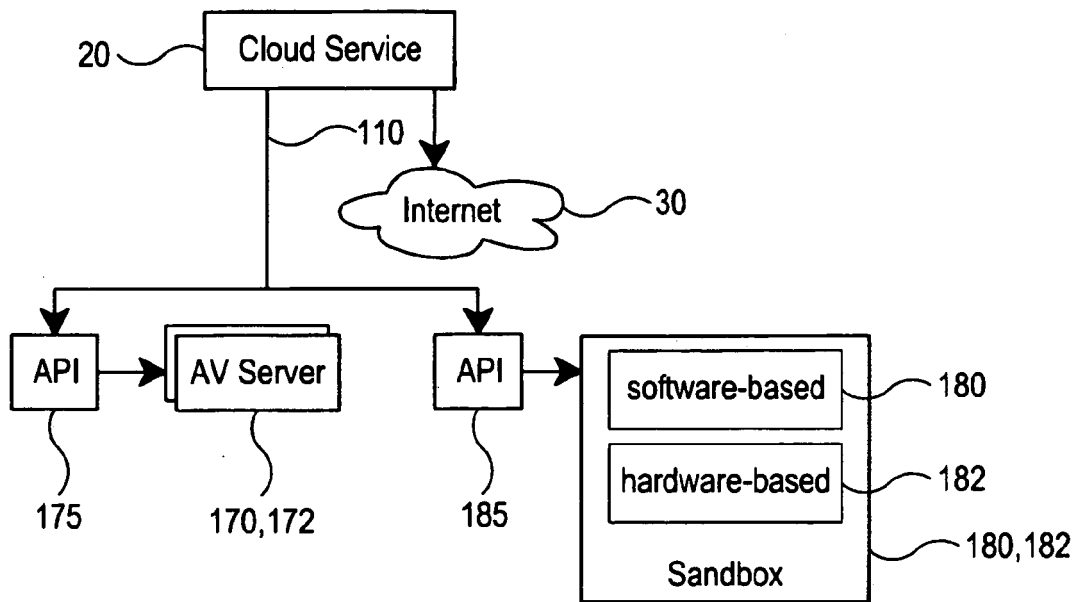 20
Cloud Service
110
Internet
30
API
AV Server
API
software-based
180
hardware-based
182
175
170,172
185
180,182
Sandbox